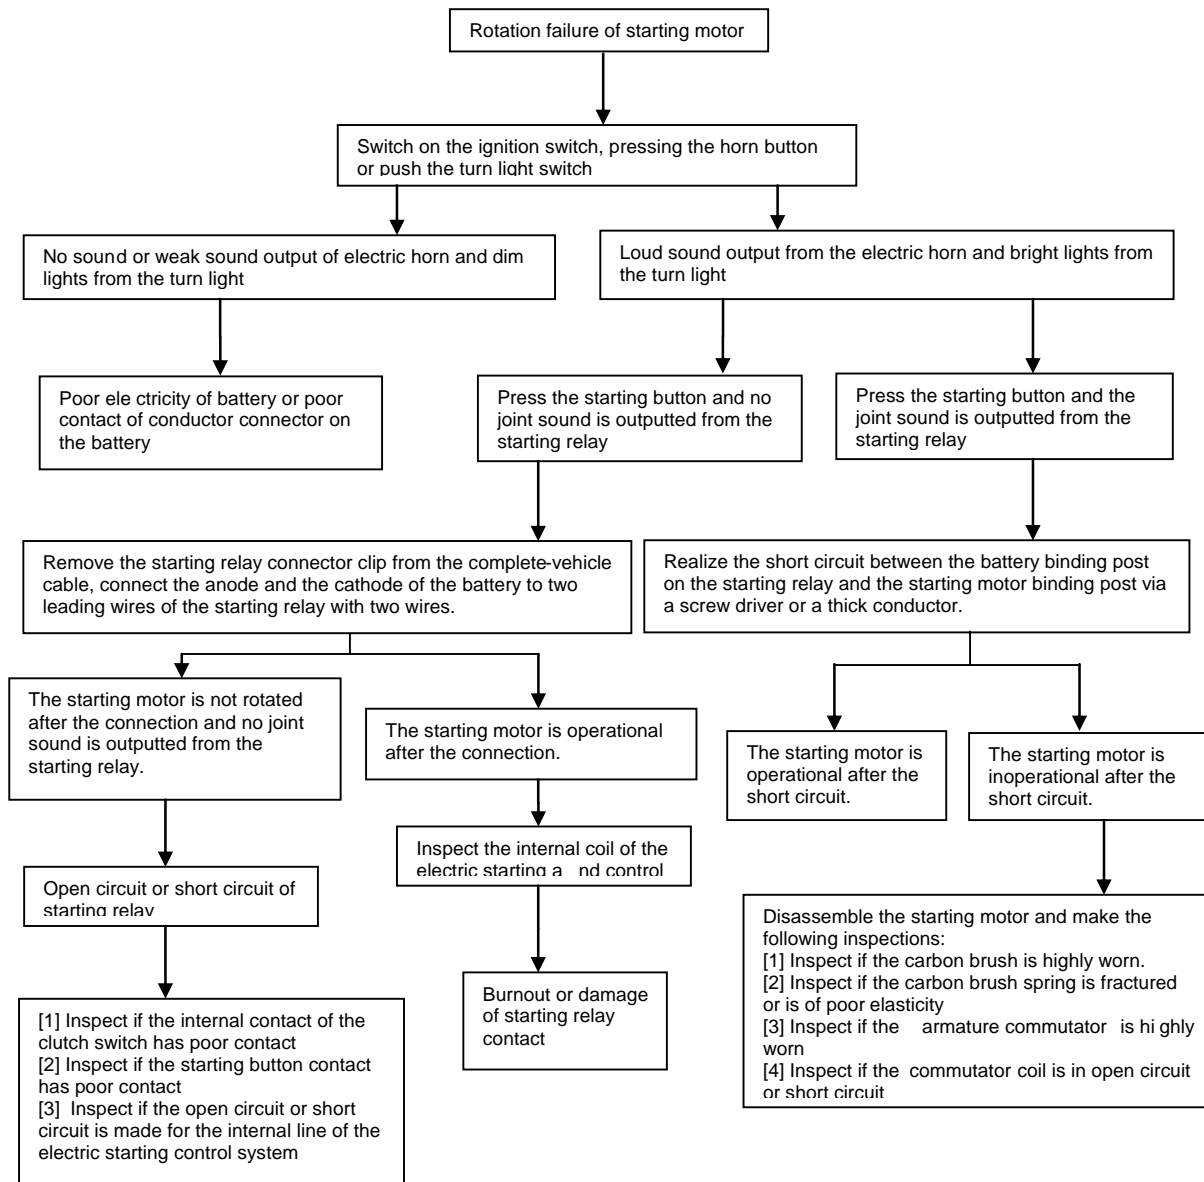 Rotation failure of starting motor
Switch on the ignition switch, pressing the horn button
or push the turn light switch
No sound or weak sound output of electric horn and dim
lights from the turn light
Loud sound output from the electric horn and bright lights from
the turn light
Poor ele ctricity of battery or poor
contact of conductor connector on
the battery
Press the starting button and no
joint sound is outputted from the
starting relay
Press the starting button and the
joint sound is outputted from the
starting relay
Remove the starting relay connector clip from the complete-vehicle
cable, connect the anode and the cathode of the battery to two
leading wires of the starting relay with two wires.
Realize the short circuit between the battery binding post
on the starting relay and the starting motor binding post via
a screw driver or a thick conductor.
The starting motor is not rotated
after the connection and no joint
sound is outputted from the
starting relay.
The starting motor is operational
after the connection.
The starting motor is
operational after the
short circuit.
The starting motor is
inoperational after the
short circuit.
Open circuit or short circuit of
starting relay
Inspect the internal coil of the
electric starting a nd control
Disassemble the starting motor and make the
following inspections:
[1] Inspect if the carbon brush is highly worn.
[2] Inspect if the carbon brush spring is fractured
or is of poor elasticity
[3] Inspect if the armature commutator is hi ghly
worn
[4] Inspect if the commutator coil is in open circuit
or short circuit
[1] Inspect if the internal contact of the
clutch switch has poor contact
[2] Inspect if the starting button contact
has poor contact
[3] Inspect if the open circuit or short
circuit is made for the internal line of the
electric starting control system
Burnout or damage
of starting relay
contact